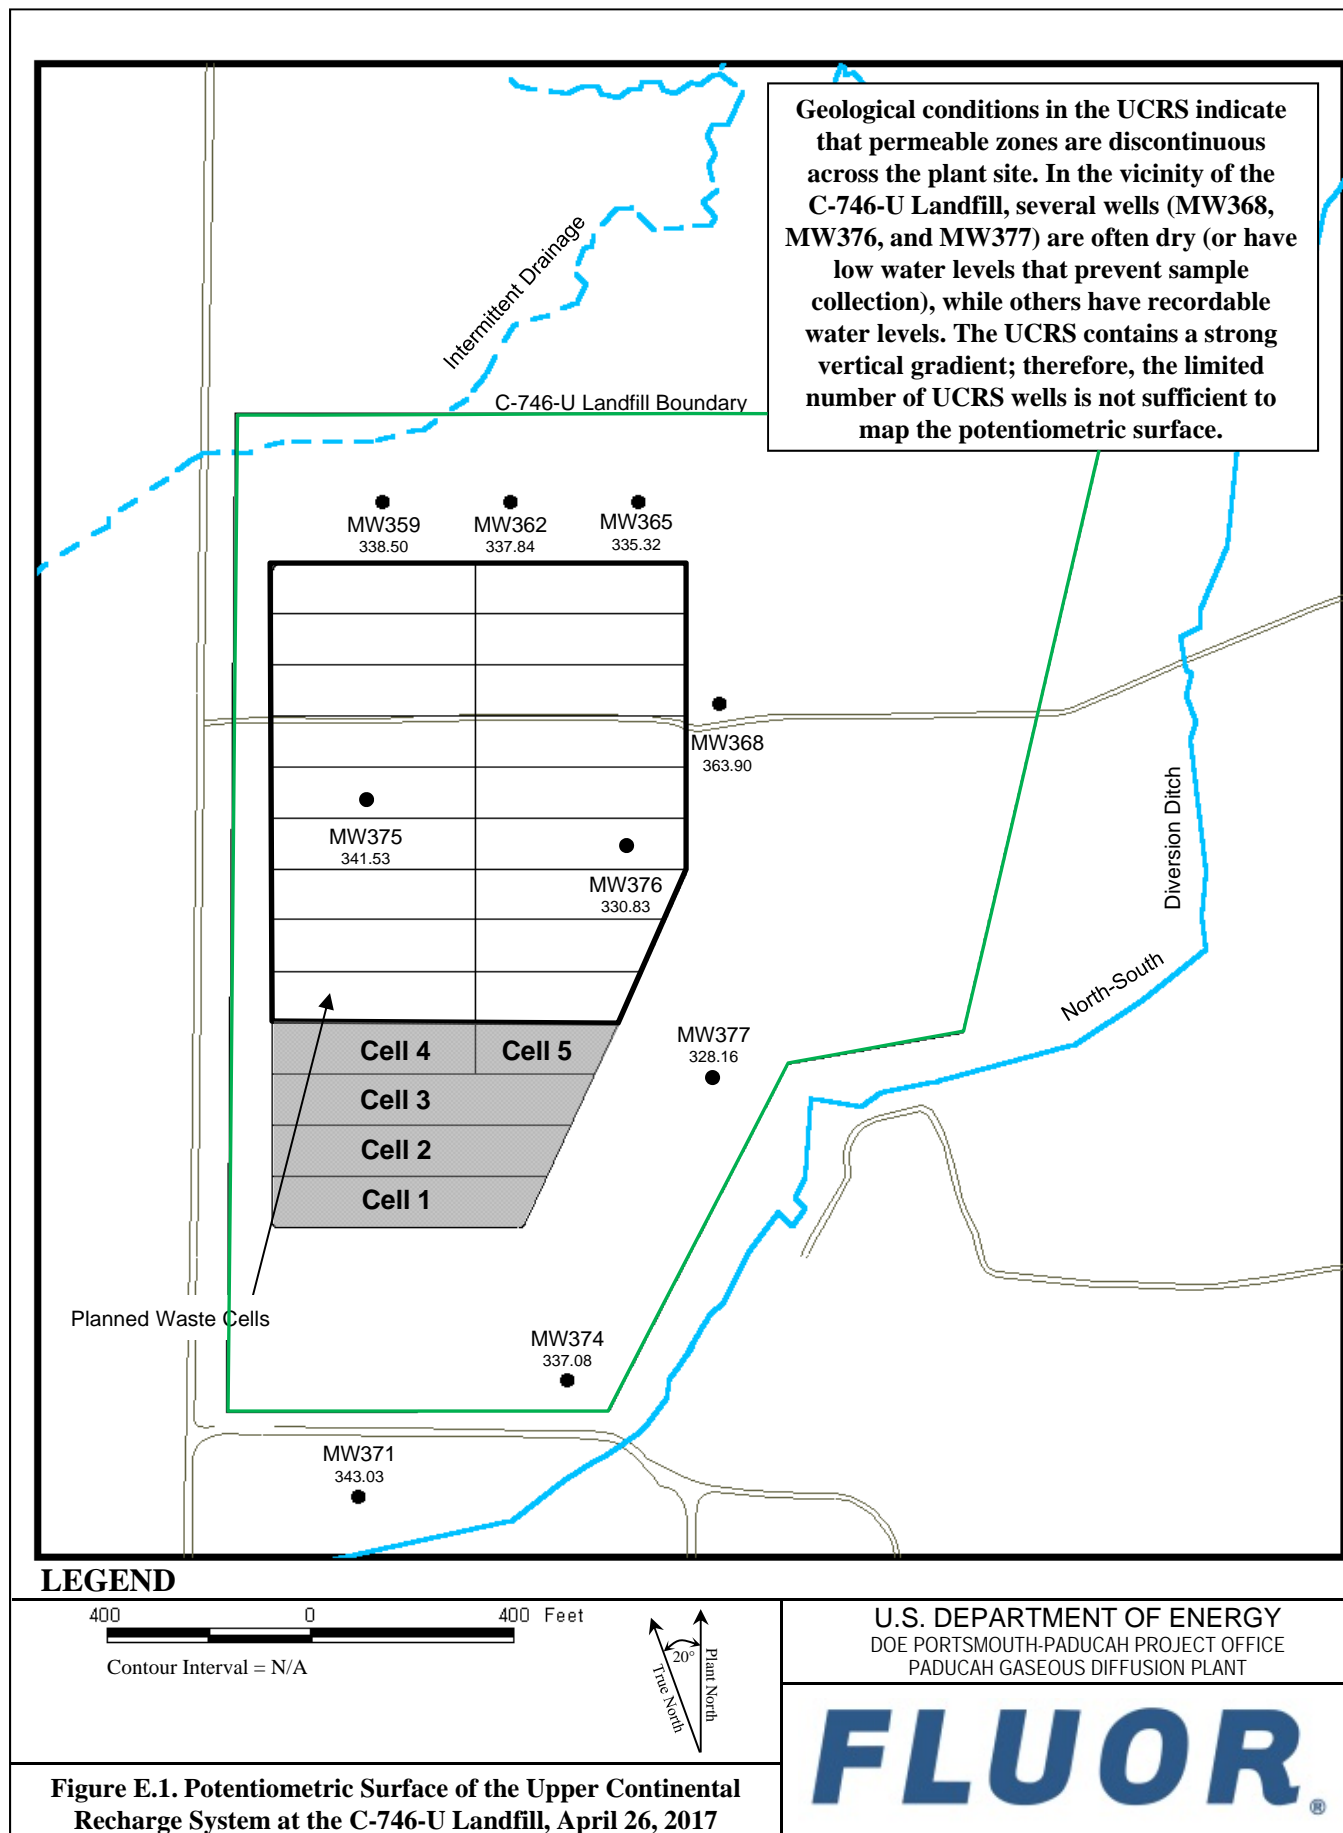 Geological conditions in the UCRS indicate
that permeable zones are discontinuous
across the plant site. In the vicinity of the
C-746-U Landfill, several wells (MW368,
MW376, and MW377) are often dry (or have
low water levels that prevent sample
collection), while others have recordable
water levels. The UCRS contains a strong
vertical gradient; therefore, the limited
number of UCRS wells is not sufficient to
map the potentiometric surface.
Intermittent Drainage
C-746-U Landfill Boundary
MW359
338.50
MW362
337.84
MW365
335.32
MW368
363.90
MW375
341.53
MW376
330.83
Diversion Ditch
North-South
MW377
328.16
Cell 4
Cell 5
Cell 3
Cell 2
Cell 1
Planned Waste Cells
MW374
337.08
MW371
343.03
LEGEND
400 0 400 Feet
Contour Interval = N/A
20°
True North
Plant North
U.S. DEPARTMENT OF ENERGY
DOE PORTSMOUTH-PADUCAH PROJECT OFFICE
PADUCAH GASEOUS DIFFUSION PLANT
FLUOR®
Figure E.1. Potentiometric Surface of the Upper Continental
Recharge System at the C-746-U Landfill, April 26, 2017